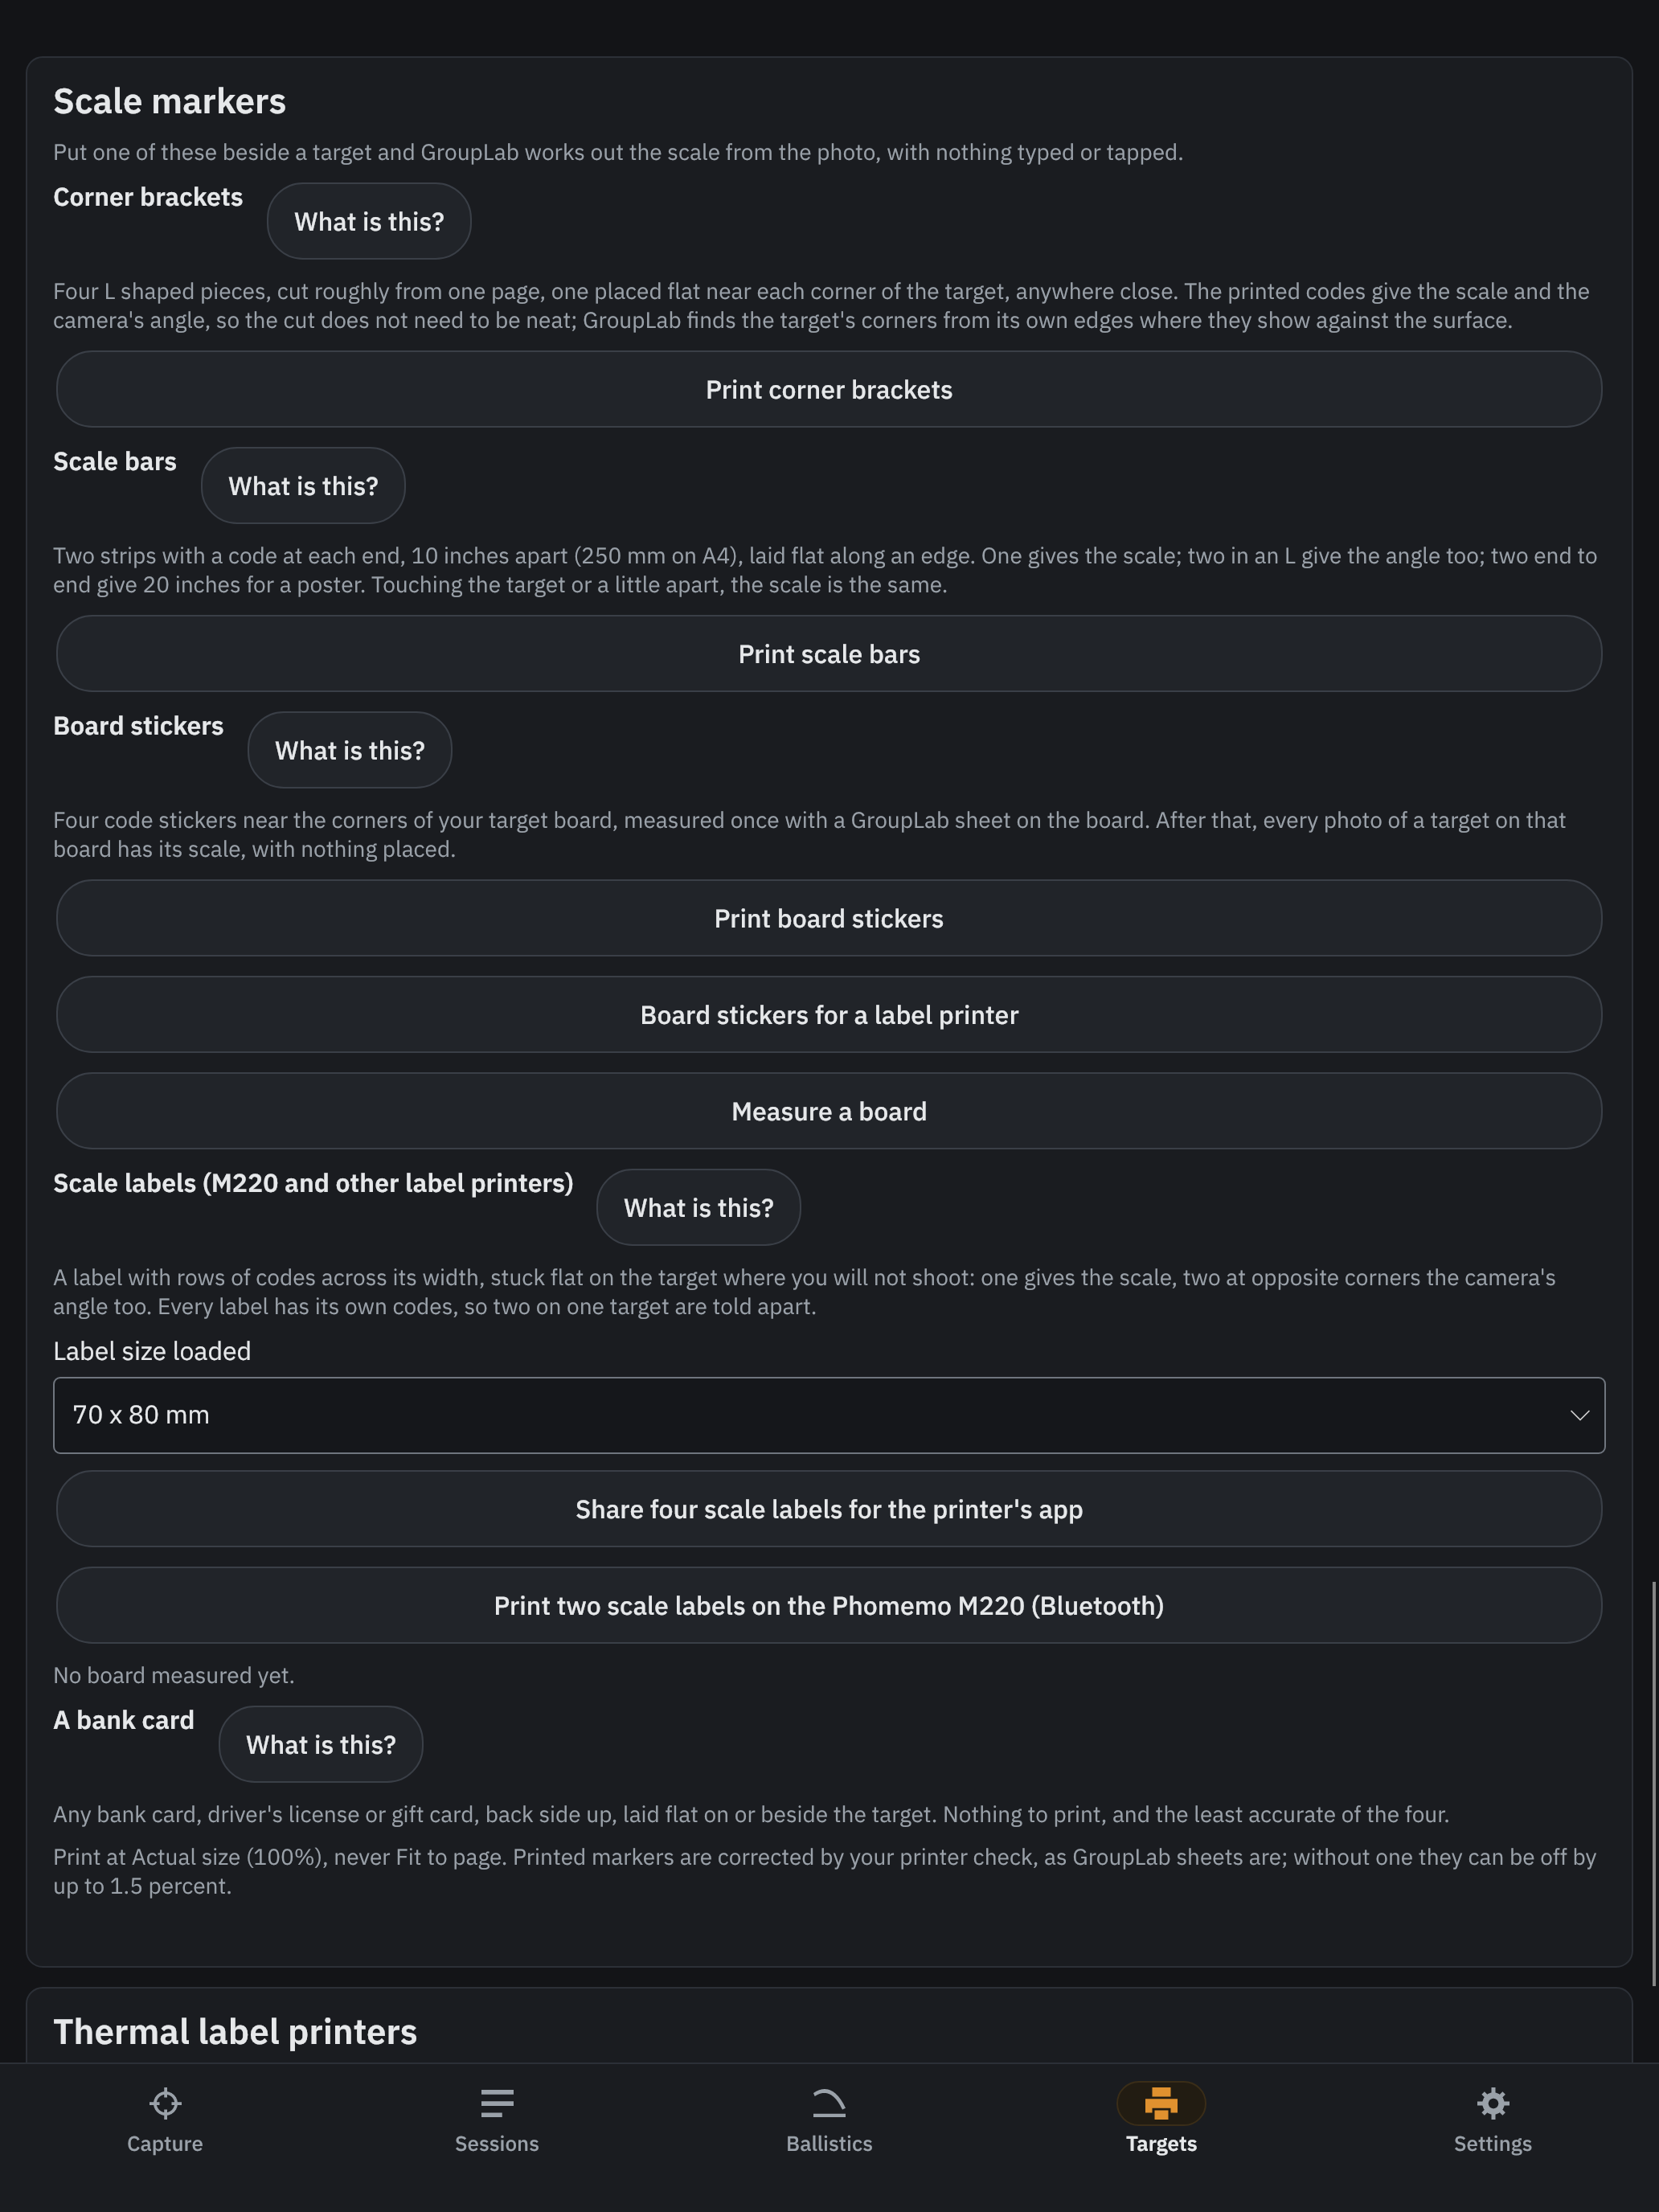 Scale markers
Put one of these beside a target and GroupLab works out the scale from the photo, with nothing typed or tapped.
Corner brackets
What is this?
Four L shaped pieces, cut roughly from one page, one placed flat near each corner of the target, anywhere close. The printed codes give the scale and the
camera's angle, so the cut does not need to be neat; GroupLab finds the target's corners from its own edges where they show against the surface.
Print corner brackets
Scale bars
What is this?
Two strips with a code at each end, 10 inches apart (250 mm on A4), laid flat along an edge. One gives the scale; two in an L give the angle too; two end to
end give 20 inches for a poster. Touching the target or a little apart, the scale is the same.
Print scale bars
Board stickers
What is this?
Four code stickers near the corners of your target board, measured once with a GroupLab sheet on the board. After that, every photo of a target on that
board has its scale, with nothing placed.
Print board stickers
Board stickers for a label printer
Measure a board
Scale labels (M220 and other label printers)
What is this?
A label with rows of codes across its width, stuck flat on the target where you will not shoot: one gives the scale, two at opposite corners the camera's
angle too. Every label has its own codes, so two on one target are told apart.
Label size loaded
70 x 80 mm
Share four scale labels for the printer's app
Print two scale labels on the Phomemo M220 (Bluetooth)
No board measured yet.
A bank card
What is this?
Any bank card, driver's license or gift card, back side up, laid flat on or beside the target. Nothing to print, and the least accurate of the four.
Print at Actual size (100%), never Fit to page. Printed markers are corrected by your printer check, as GroupLab sheets are; without one they can be off by
up to 1.5 percent.
Thermal label printers
Capture
Sessions
Ballistics
Targets
Settings